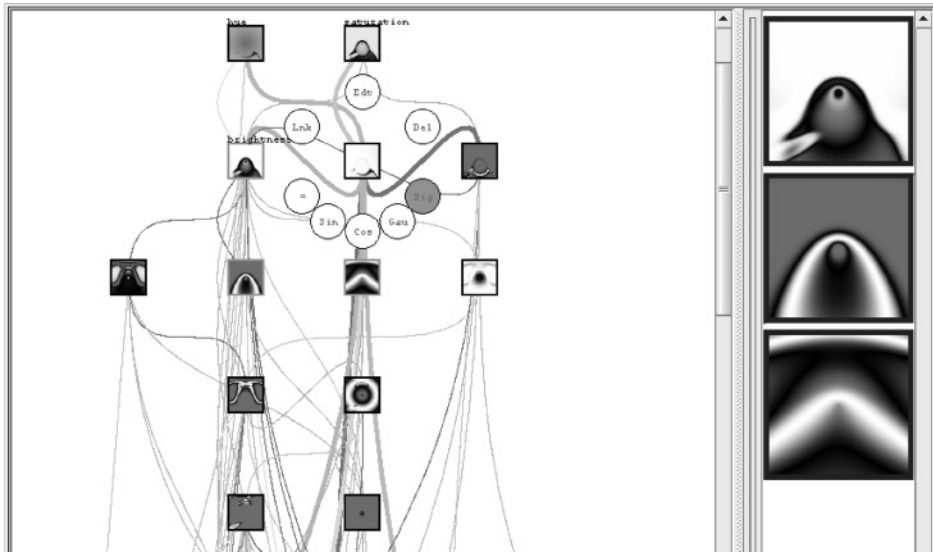 hue
saturation
Edt
Lnk
Del
brightness
=
Sig
Sin
Gau
Cos